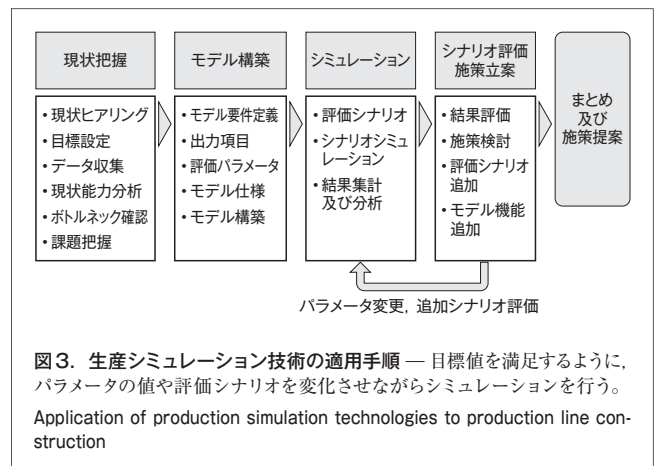 現状把握
・現状ヒアリング
・目標設定
・データ収集
・現状能力分析
・ボトルネック確認
・課題把握
モデル構築
・モデル要件定義
・出力項目
・評価パラメータ
・モデル仕様
・モデル構築
シミュレーション
・評価シナリオ
・シナリオシミュ
レーション
・結果集計
及び分析
シナリオ評価
施策立案
・結果評価
・施策検討
・評価シナリオ
追加
・モデル機能
追加
まとめ
及び
施策提案
パラメータ変更，追加シナリオ評価
図3．生産シミュレーション技術の適用手順 ― 目標値を満足するように，
パラメータの値や評価シナリオを変化させながらシミュレーションを行う。
Application of production simulation technologies to production line con-
struction